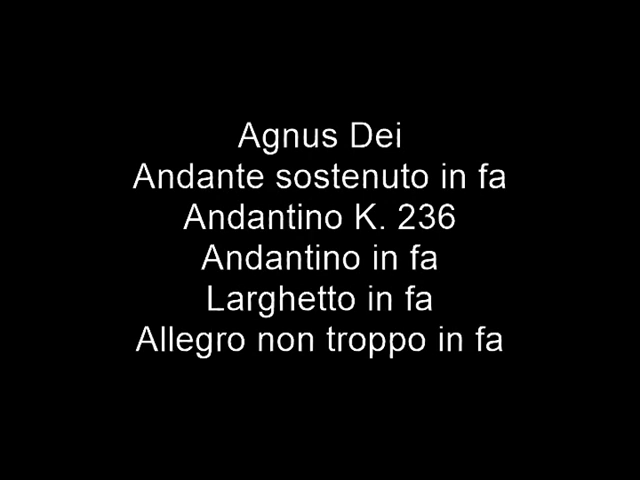 Agnus Dei
Andante sostenuto in fa
Andantino K. 236
Andantino in fa
Larghetto in fa
Allegro non troppo in fa